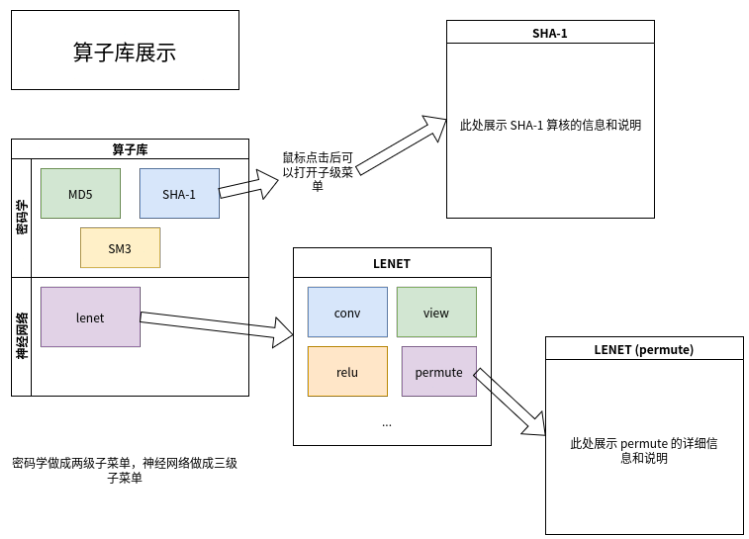 算子库展示
SHA-1
此处展示 SHA-1 算核的信息和说明
鼠标点击后可
以打开子级菜
单
算子库
密码学
MD5
SHA-1
SM3
神经网络
lenet
LENET
conv
view
relu
permute
...
LENET (permute)
此处展示 permute 的详细信
息和说明
密码学做成两级子菜单，神经网络做成三级
子菜单